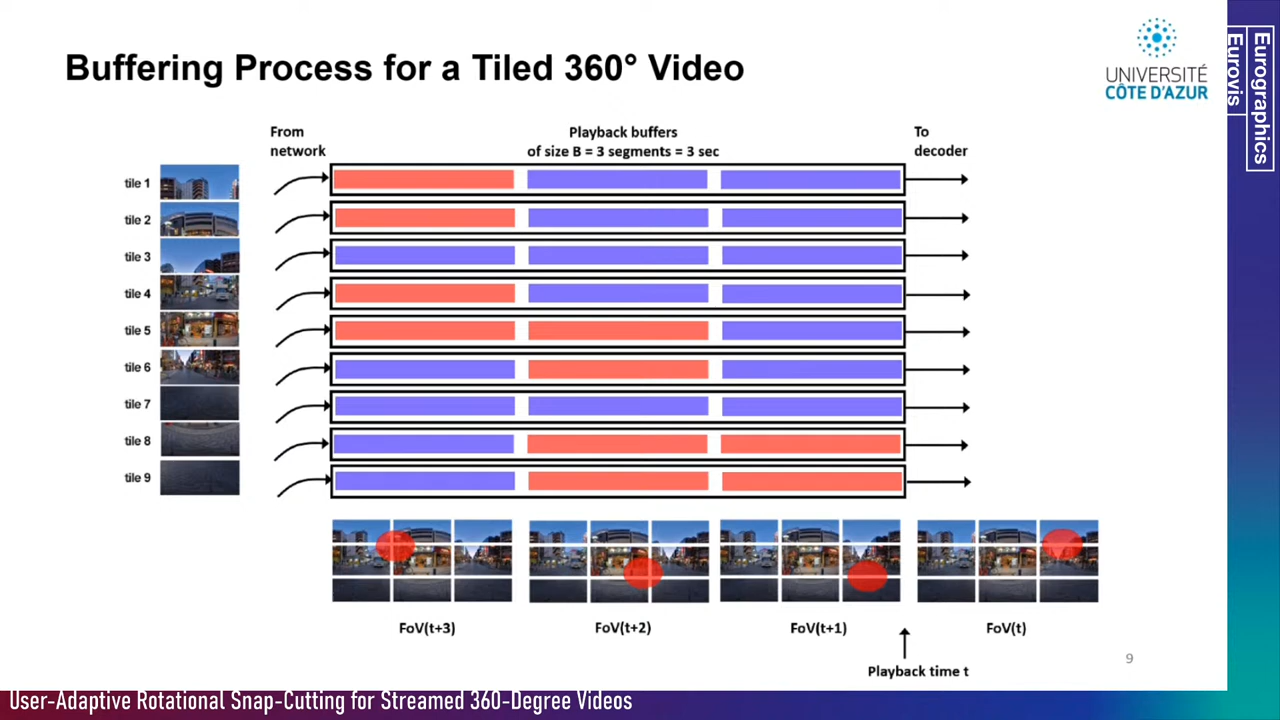 Buffering Process for a Tiled 360° Video
UNIVERSITÉ
CÔTE D'AZUR
Eurographics
Eurovis
From
network
Playback buffers
of size B = 3 segments = 3 sec
To
decoder
tile 1
tile 2
tile 3
tile 4
tile 5
tile 6
tile 7
tile 8
tile 9
FoV(t+3)
FoV(t+2)
FoV(t+1)
FoV(t)
Playback time t
9
User-Adaptive Rotational Snap-Cutting for Streamed 360-Degree Videos